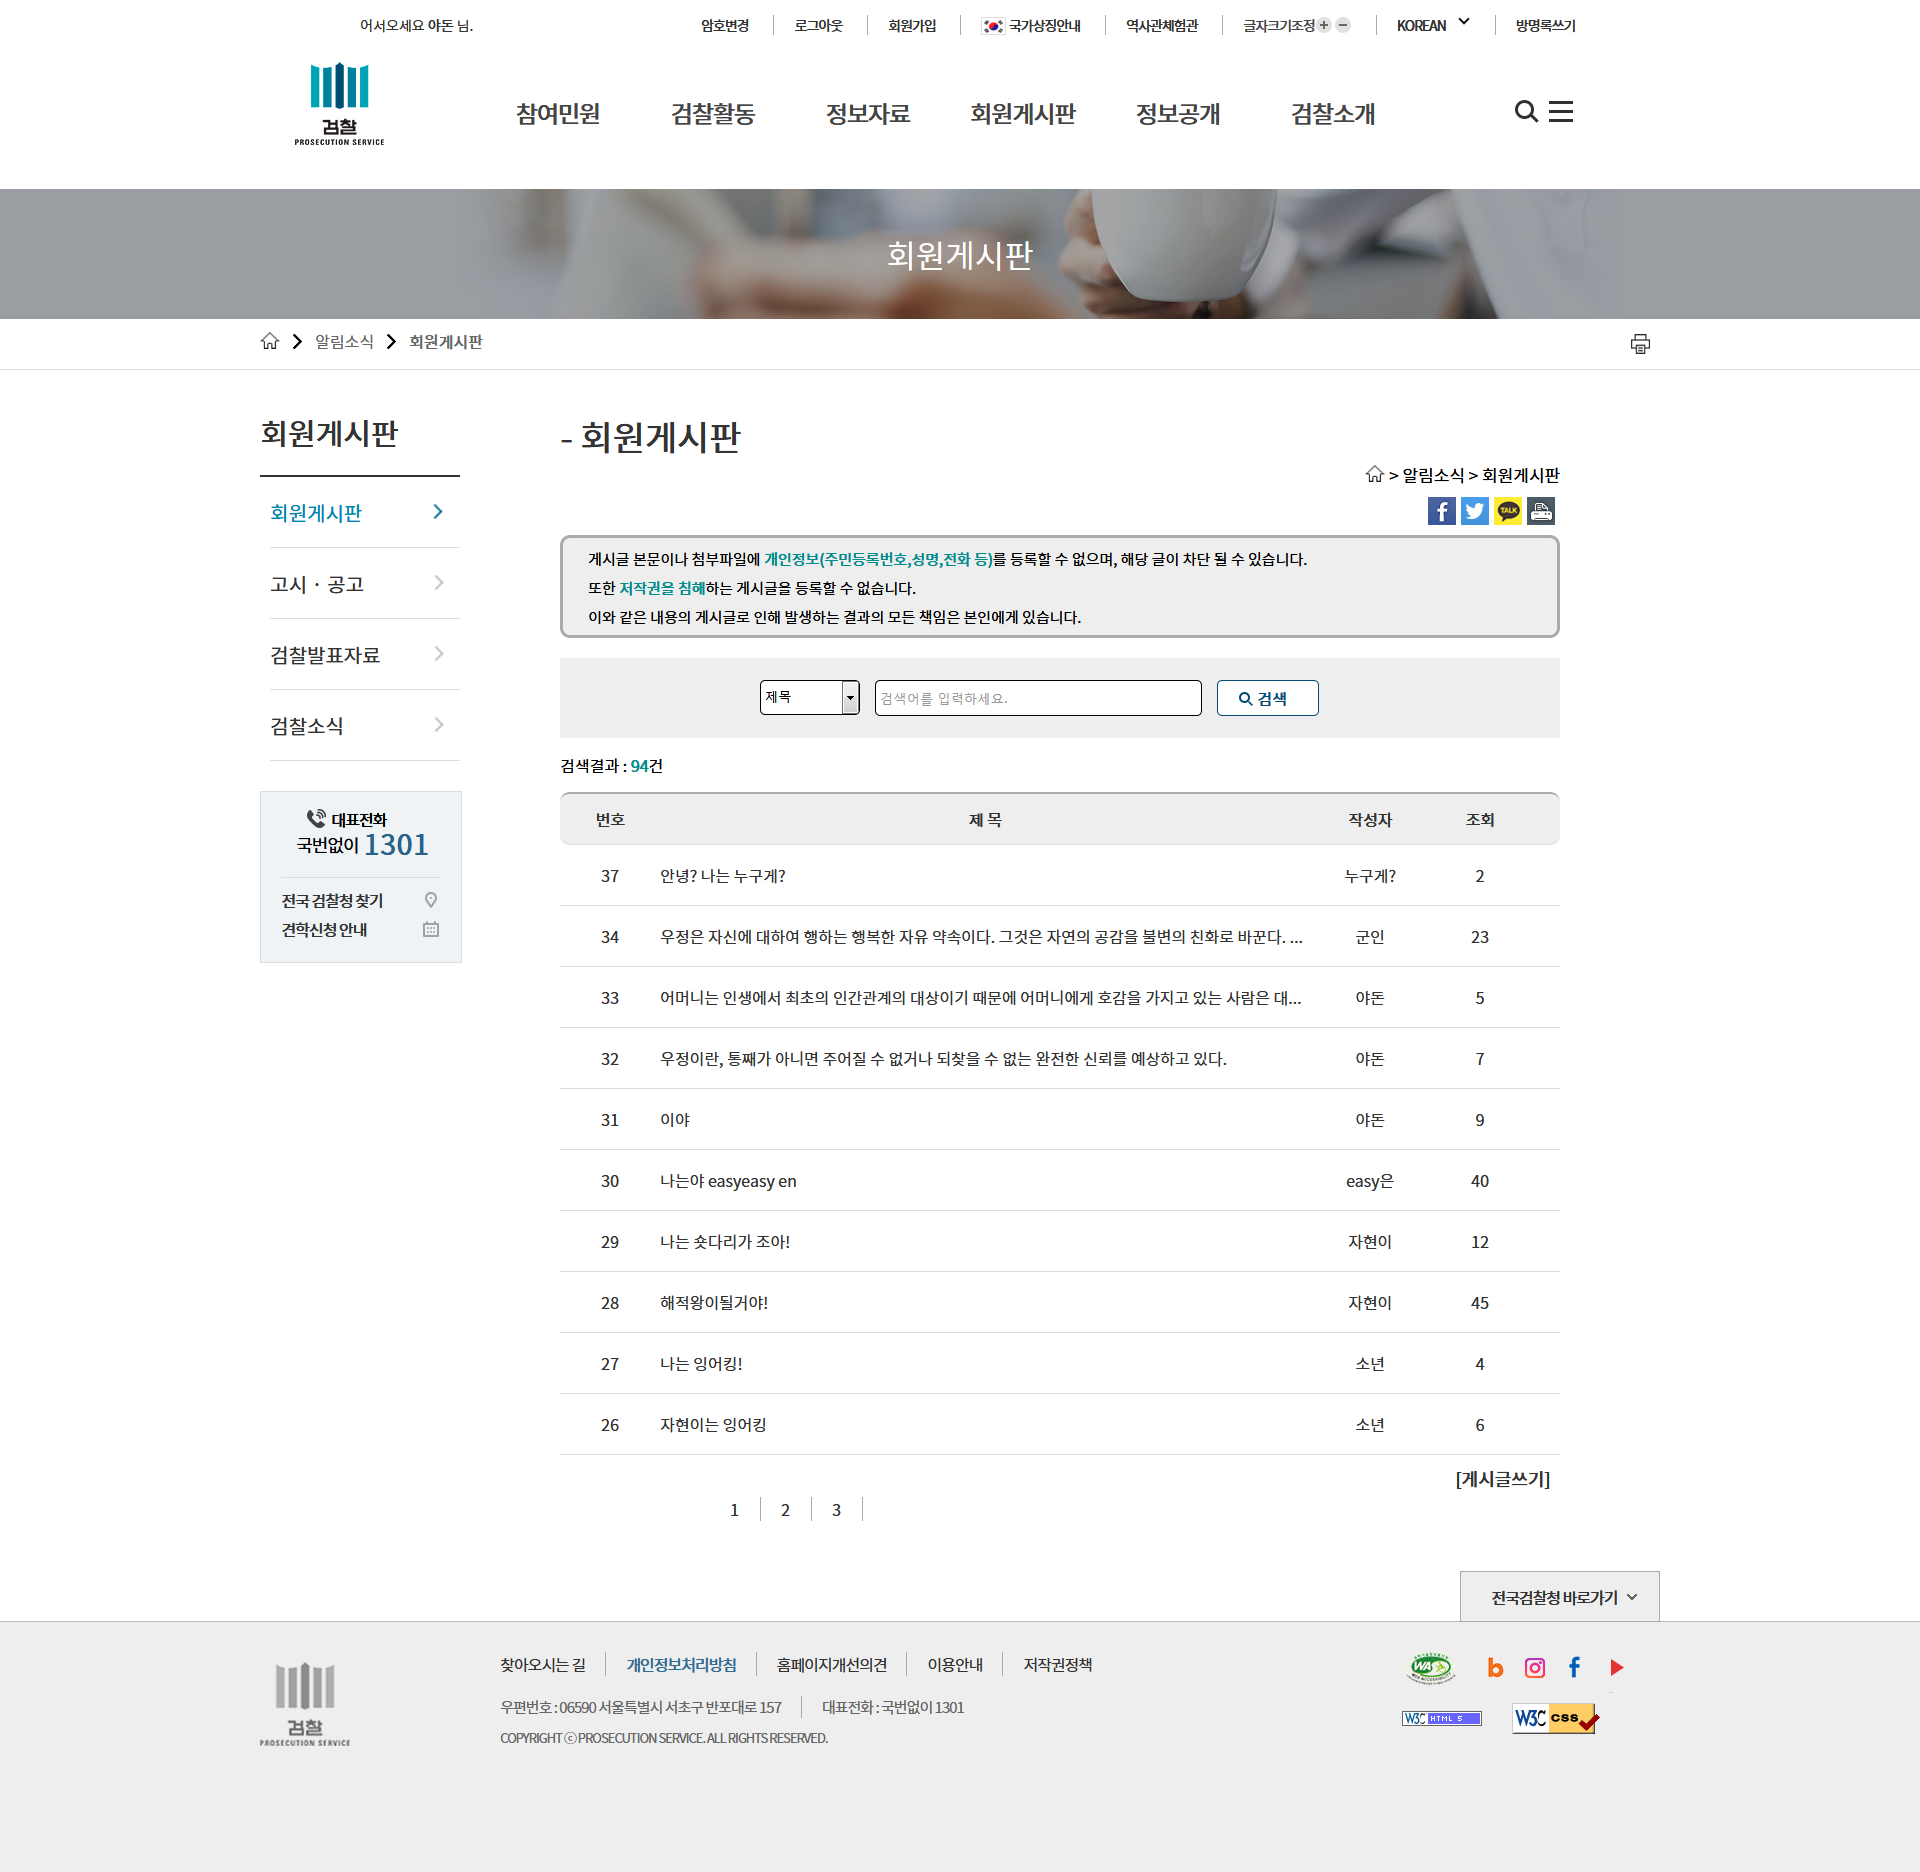 어서오세요 야돈 님.
암호변경 로그아웃 회원가입 국가상징안내 역사관체험관 글자크기조정 KOREAN 방명록쓰기
검찰
PROSECUTION SERVICE
참여민원 검찰활동 정보자료 회원게시판 정보공개 검찰소개
회원게시판
알림소식 회원게시판
회원게시판
회원게시판
고시 · 공고
검찰발표자료
검찰소식
대표전화
국번없이 1301
전국 검찰청 찾기
견학신청 안내
- 회원게시판
> 알림소식 > 회원게시판
TALK
게시글 본문이나 첨부파일에 개인정보(주민등록번호,성명,전화 등)를 등록할 수 없으며, 해당 글이 차단 될 수 있습니다.
또한 저작권을 침해하는 게시글을 등록할 수 없습니다.
이와 같은 내용의 게시글로 인해 발생하는 결과의 모든 책임은 본인에게 있습니다.
제목 검색어를 입력하세요. 검색
검색결과 : 94건
번호 제 목 작성자 조회
37 안녕? 나는 누구게? 누구게? 2
34 우정은 자신에 대하여 행하는 행복한 자유 약속이다. 그것은 자연의 공감을 불변의 친화로 바꾼다. ... 군인 23
33 어머니는 인생에서 최초의 인간관계의 대상이기 때문에 어머니에게 호감을 가지고 있는 사람은 대... 야돈 5
32 우정이란, 통째가 아니면 주어질 수 없거나 되찾을 수 없는 완전한 신뢰를 예상하고 있다. 야돈 7
31 이야 야돈 9
30 나는야 easyeasy en easy은 40
29 나는 숏다리가 조아! 자현이 12
28 해적왕이될거야! 자현이 45
27 나는 잉어킹! 소년 4
26 자현이는 잉어킹 소년 6
[게시글쓰기]
1 2 3
전국검찰청 바로가기
검찰
PROSECUTION SERVICE
찾아오시는 길 개인정보처리방침 홈페이지개선의견 이용안내 저작권정책
우편번호 : 06590 서울특별시 서초구 반포대로 157 대표전화 : 국번없이 1301
COPYRIGHT ⓒ PROSECUTION SERVICE. ALL RIGHTS RESERVED.
WA
W3C HTML 5
W3C css